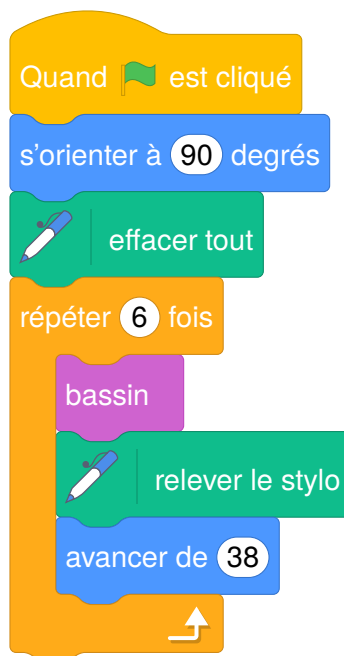 Quand est cliqué
s'orienter à 90 degrés
effacer tout
répéter 6 fois
bassin
relever le stylo
avancer de 38